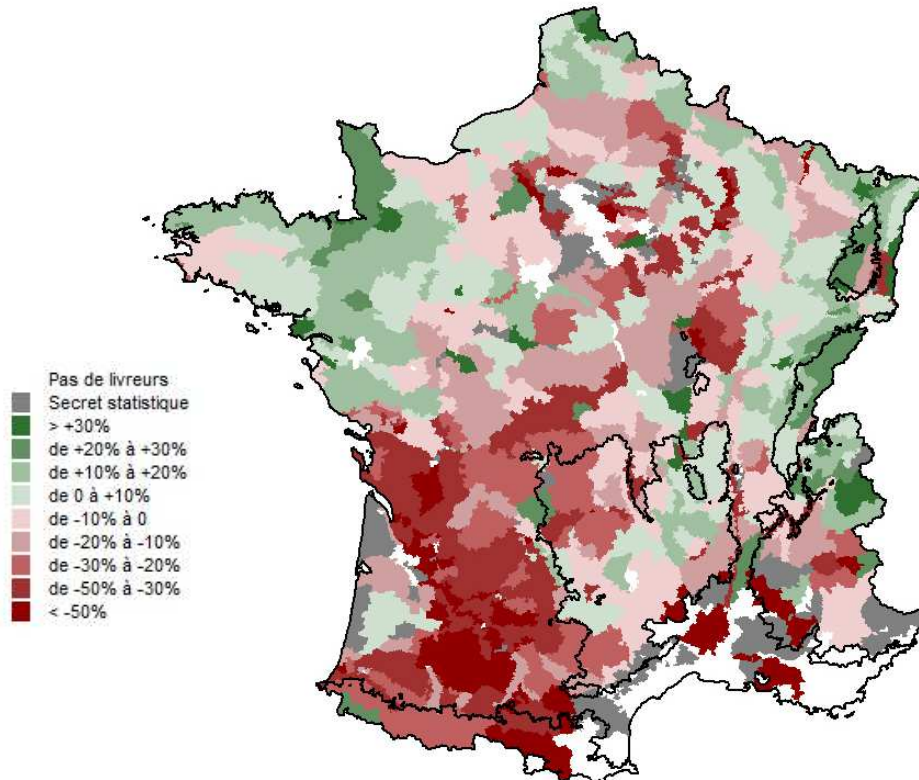 Pas de livreurs
Secret statistique
> +30%
de +20% à +30%
de +10% à +20%
de 0 à +10%
de -10% à 0
de -20% à -10%
de -30% à -20%
de -50% à -30%
< -50%